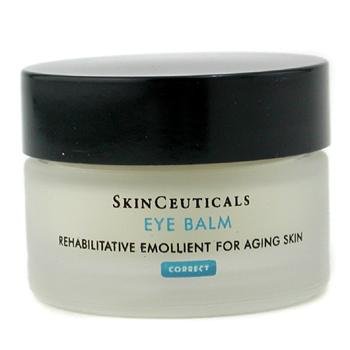 SKINCEUTICALS
EYE BALM
REHABILITATIVE EMOLLIENT FOR AGING SKIN
CORRECT